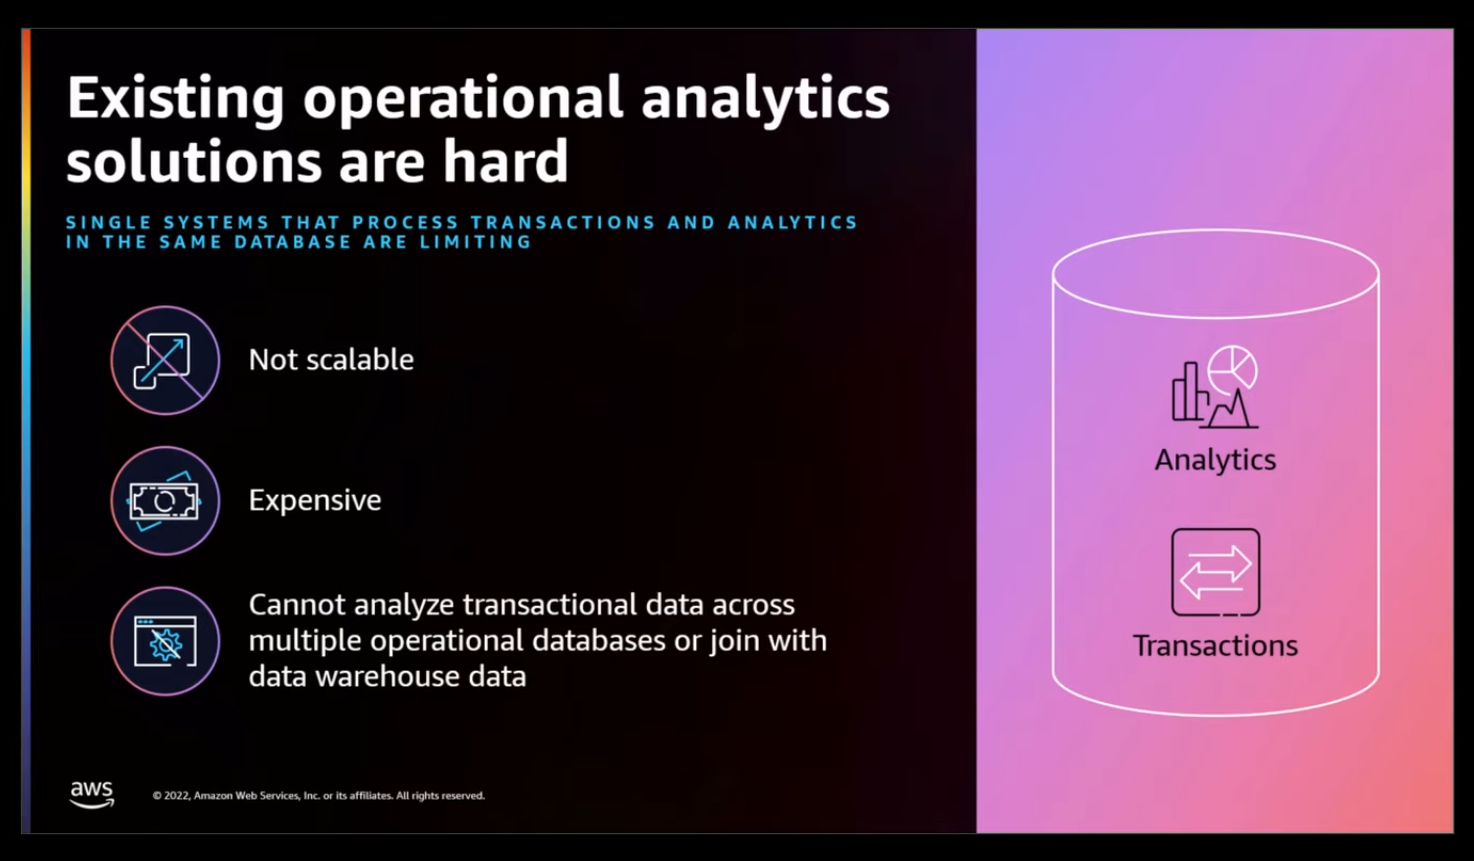 Existing operational analytics
solutions are hard
SINGLE SYSTEMS THAT PROCESS TRANSACTIONS AND ANALYTICS
IN THE SAME DATABASE ARE LIMITING
Not scalable
Expensive
Cannot analyze transactional data across
multiple operational databases or join with
data warehouse data
Analytics
Transactions
aws
© 2022, Amazon Web Services, Inc. or its affiliates. All rights reserved.